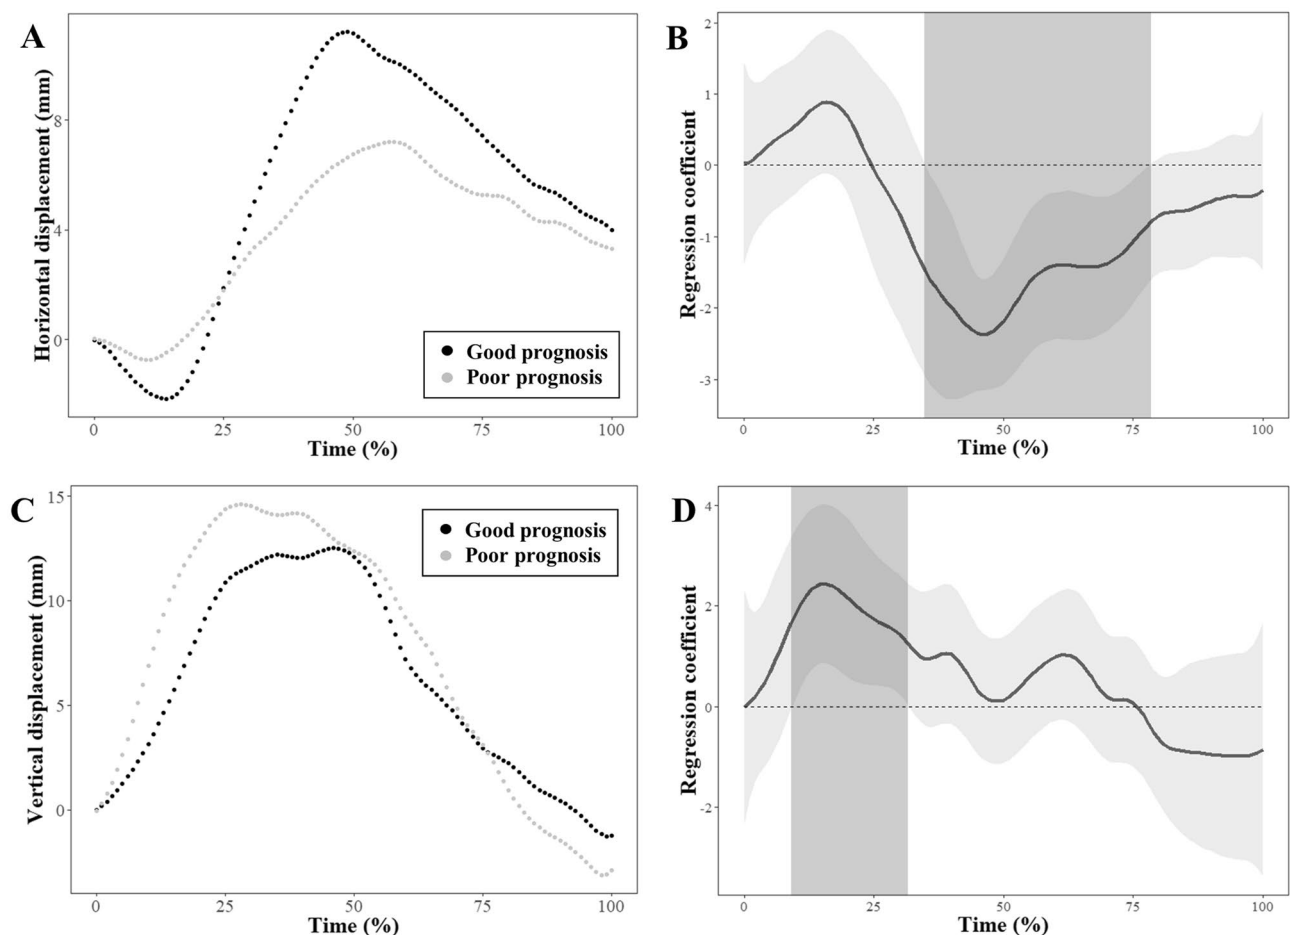 A
Horizontal displacement (mm)
8
4
0
Good prognosis
Poor prognosis
0
25
50
75
100
Time (%)
B
Regression coefficient
2
1
0
-1
-2
-3
0
25
50
75
100
Time (%)
C
Vertical displacement (mm)
15
10
5
0
Good prognosis
Poor prognosis
0
25
50
75
100
Time (%)
D
Regression coefficient
4
2
0
-2
0
25
50
75
100
Time (%)